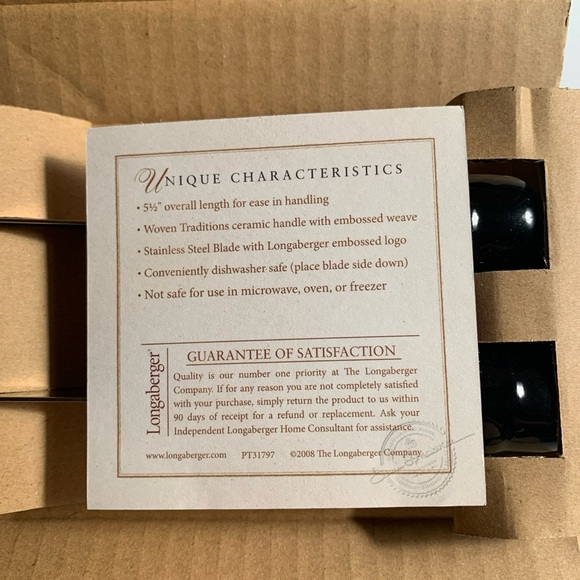 UNIQUE CHARACTERISTICS
• 5½" overall length for ease in handling
• Woven Traditions ceramic handle with embossed weave
• Stainless Steel Blade with Longaberger embossed logo
• Conveniently dishwasher safe (place blade side down)
• Not safe for use in microwave, oven, or freezer
Longaberger®
GUARANTEE OF SATISFACTION
Quality is our number one priority at The Longaberger
Company. If for any reason you are not completely satisfied
with your purchase, simply return the product to us within
90 days of receipt for a refund or replacement. Ask your
Independent Longaberger Home Consultant for assistance.
www.longaberger.com PT31797 ©2008 The Longaberger Company